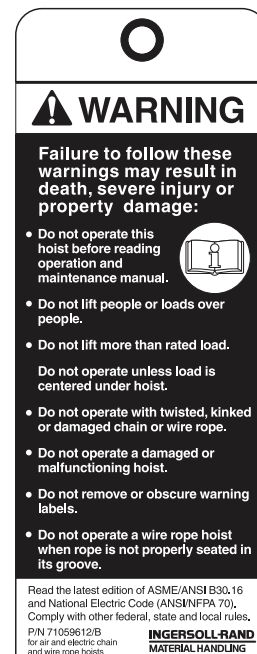 WARNING
Failure to follow these
warnings may result in
death, severe injury or
property damage:
• Do not operate this
hoist before reading
operation and
maintenance manual.
• Do not lift people or loads over
people.
• Do not lift more than rated load.
Do not operate unless load is
centered under hoist.
• Do not operate with twisted, kinked
or damaged chain or wire rope.
• Do not operate a damaged or
malfunctioning hoist.
• Do not remove or obscure warning
labels.
• Do not operate a wire rope hoist
when rope is not properly seated in
its groove.
Read the latest edition of ASME/ANSI B30.16
and National Electric Code (ANSI/NFPA 70),
Comply with other federal, state and local rules.
P/N 71059612/B
for air and electric chain
and wire rope hoists
INGERSOLL-RAND
MATERIAL HANDLING